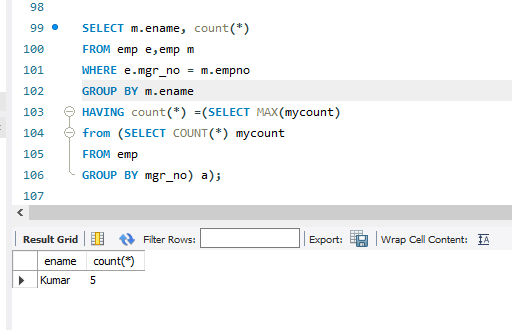 98
99 SELECT m.ename, count(*)
100 FROM emp e,emp m
101 WHERE e.mgr_no = m.empno
102 GROUP BY m.ename
103 HAVING count(*) =(SELECT MAX(mycount)
104 from (SELECT COUNT(*) mycount
105 FROM emp
106 GROUP BY mgr_no) a);
107
Result Grid Filter Rows: Export: Wrap Cell Content:
ename count(*)
Kumar 5